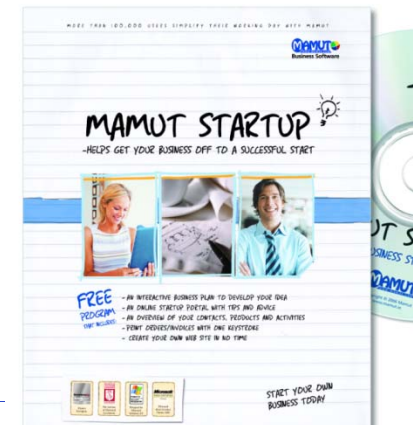 MORE THAN 100.000 USERS SIMPLIFY THEIR WORKING DAY WITH MAMUT
MAMUT
Business Software
MAMUT STARTUP
-HELPS GET YOUR BUSINESS OFF TO A SUCCESSFUL START
FREE
PROGRAM
THAT INCLUDES:
- AN INTERACTIVE BUSINESS PLAN TO DEVELOP YOUR IDEA
- AN ONLINE STARTUP PORTAL WITH TIPS AND ADVICE
- AN OVERVIEW OF YOUR CONTACTS, PRODUCTS AND ACTIVITIES
- PRINT ORDERS/INVOICES WITH ONE KEYSTROKE
- CREATE YOUR OWN WEB SITE IN NO TIME
START YOUR OWN
BUSINESS TODAY
UT S
MAMUT